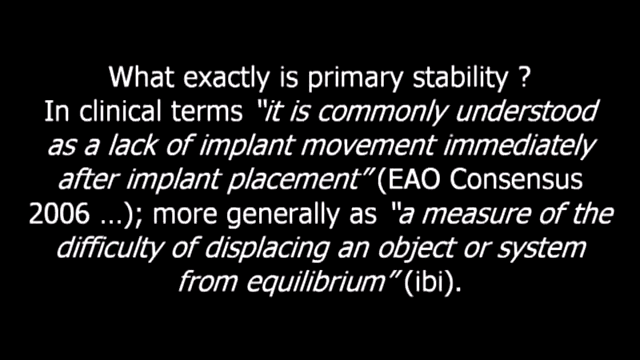 What exactly is primary stability ?
In clinical terms “it is commonly understood
as a lack of implant movement immediately
after implant placement” (EAO Consensus
2006 …); more generally as “a measure of the
difficulty of displacing an object or system
from equilibrium” (ibi).